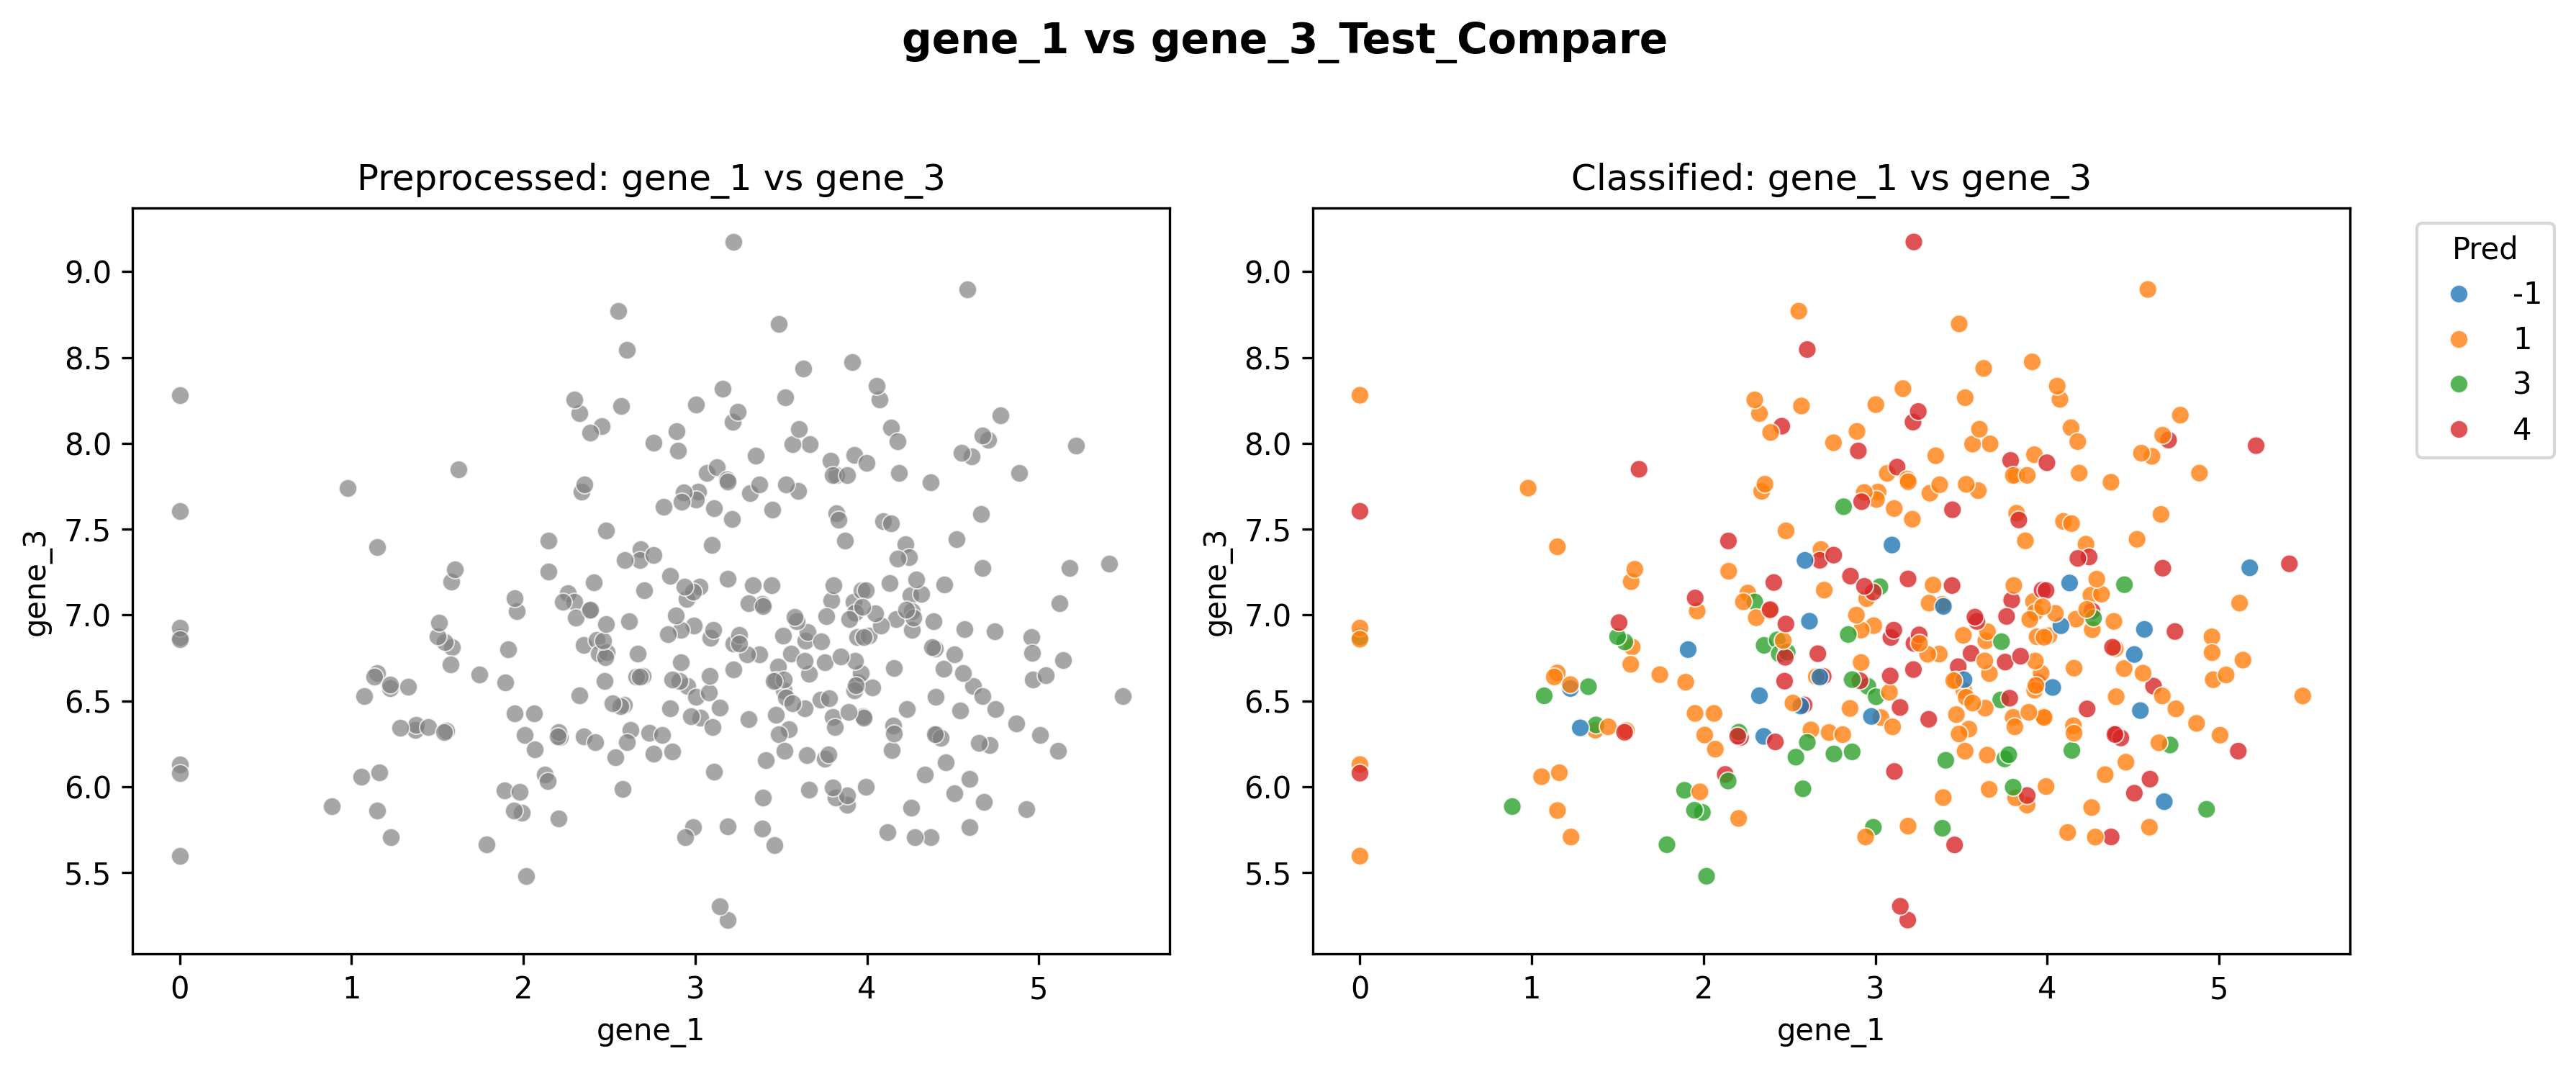 gene_1 vs gene_3_Test_Compare
Preprocessed: gene_1 vs gene_3
9.0
8.5
8.0
7.5
7.0
6.5
6.0
5.5
gene_3
0 1 2 3 4 5
gene_1
Classified: gene_1 vs gene_3
9.0
8.5
8.0
7.5
7.0
6.5
6.0
5.5
gene_3
0 1 2 3 4 5
gene_1
Pred
-1
1
3
4